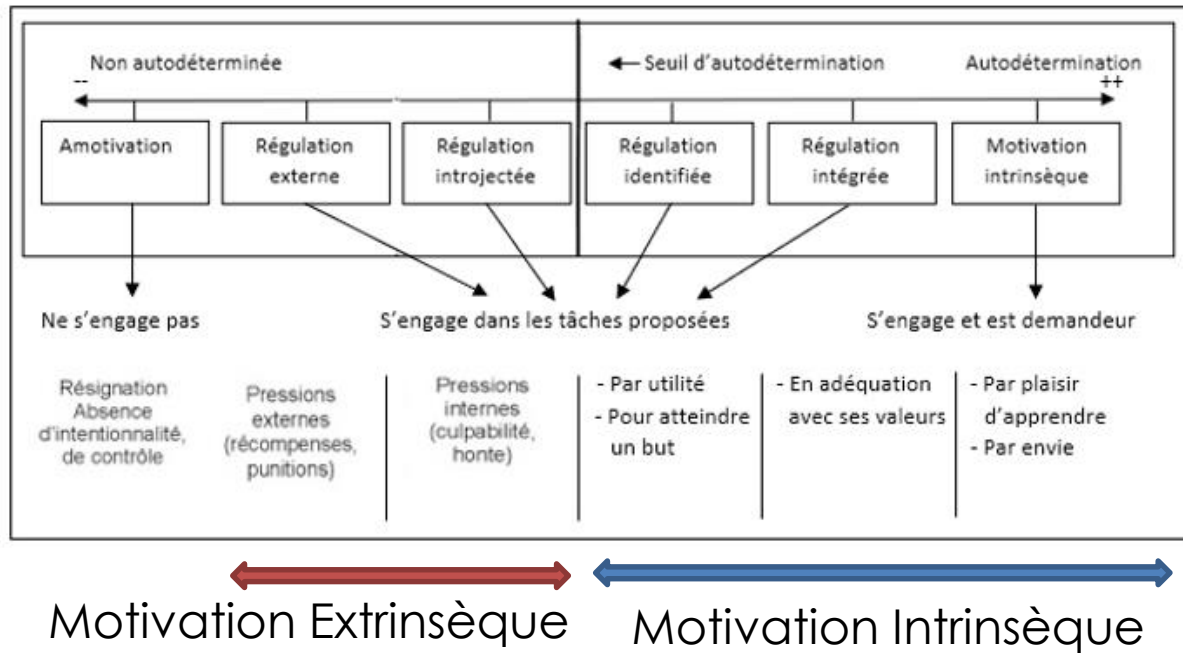 Non autodéterminée
Seuil d'autodétermination
Autodétermination
--
++
Amotivation
Régulation
externe
Régulation
introjectée
Régulation
identifiée
Régulation
intégrée
Motivation
intrinsèque
Ne s'engage pas
S'engage dans les tâches proposées
S'engage et est demandeur
Résignation
Absence
d'intentionnalité,
de contrôle
Pressions
externes
(récompenses,
punitions)
Pressions
internes
(culpabilité,
honte)
- Par utilité
- Pour atteindre
un but
- En adéquation
avec ses valeurs
- Par plaisir
d'apprendre
- Par envie
Motivation Extrinsèque
Motivation Intrinsèque